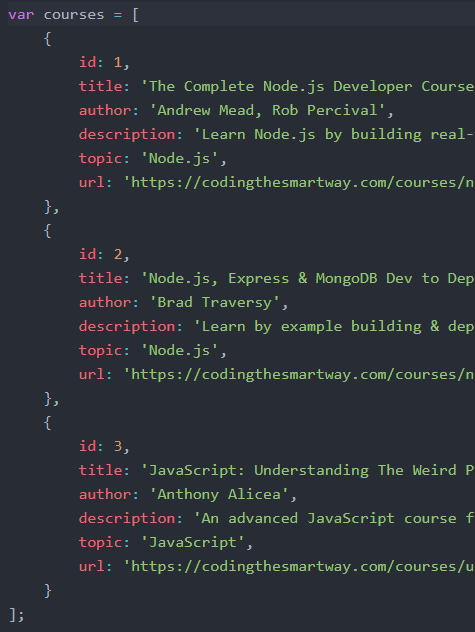 var courses = [
{
id: 1,
title: 'The Complete Node.js Developer Course
author: 'Andrew Mead, Rob Percival',
description: 'Learn Node.js by building real-
topic: 'Node.js',
url: 'https://codingthesmartway.com/courses/n
},
{
id: 2,
title: 'Node.js, Express & MongoDB Dev to Dep
author: 'Brad Traversy',
description: 'Learn by example building & dep
topic: 'Node.js',
url: 'https://codingthesmartway.com/courses/n
},
{
id: 3,
title: 'JavaScript: Understanding The Weird P
author: 'Anthony Alicea',
description: 'An advanced JavaScript course f
topic: 'JavaScript',
url: 'https://codingthesmartway.com/courses/u
}
];